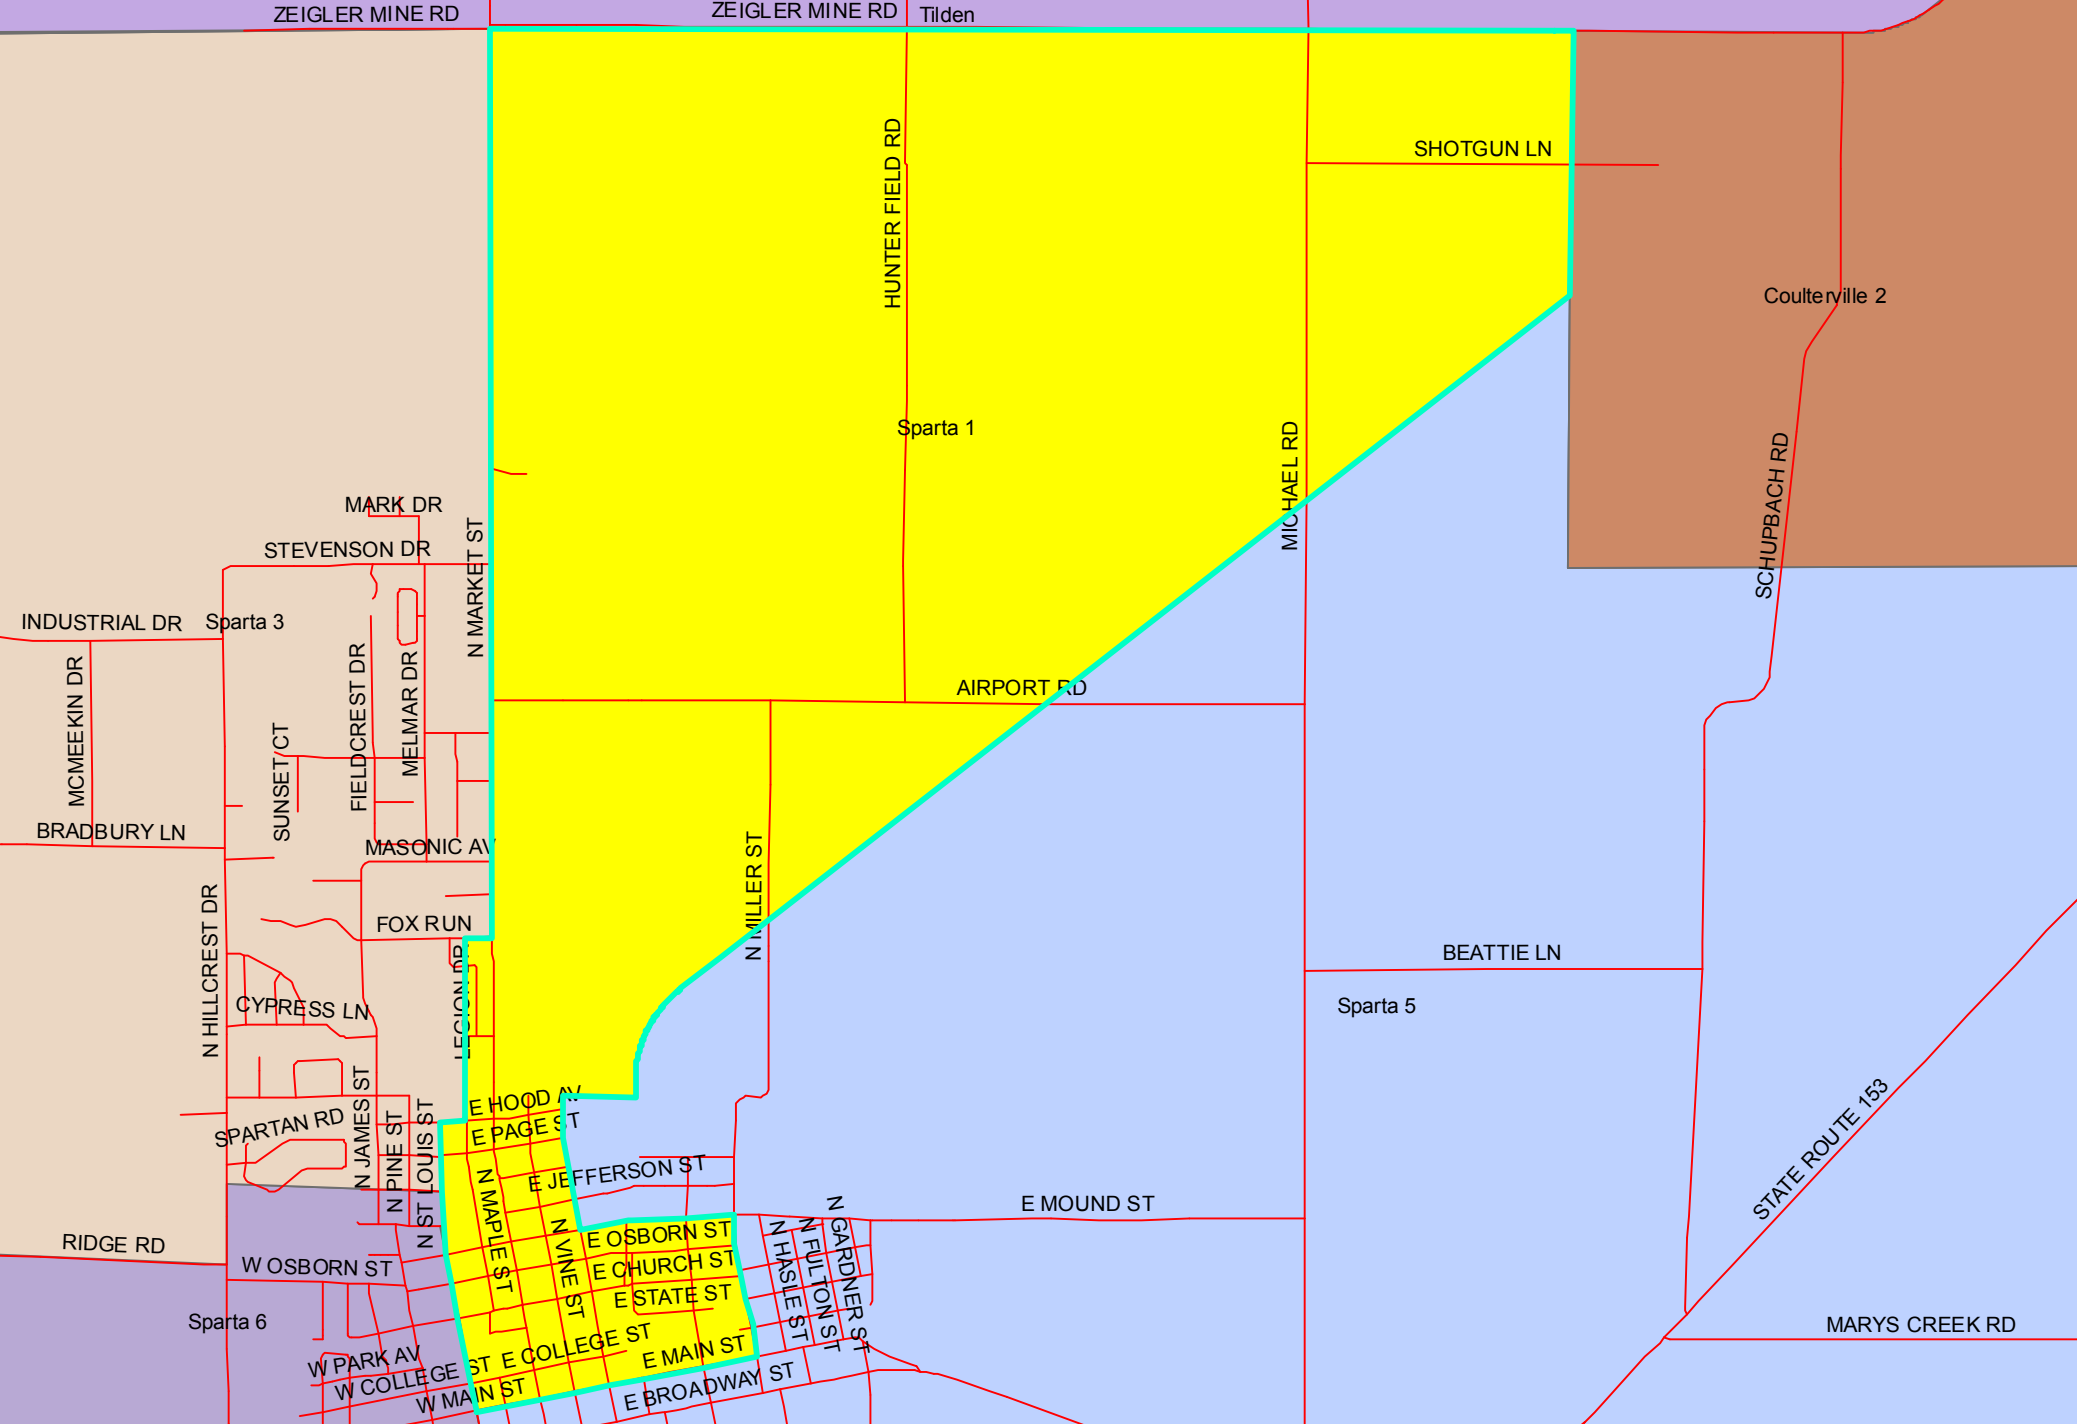 ZEIGLER MINE RD
ZEIGLER MINE RD
Tilden
HUNTER FIELD RD
SHOTGUN LN
Coulterville 2
Sparta 1
MICHAEL RD
SCHUPBACH RD
MARK DR
STEVENSON DR
N MARKET ST
INDUSTRIAL DR
Sparta 3
MCMEEKIN DR
FIELDCREST DR
MELMAR DR
SUNSET CT
AIRPORT RD
BRADBURY LN
MASONIC AV
N MILLER ST
N HILLCREST DR
FOX RUN
LEGION DR
BEATTIE LN
CYPRESS LN
Sparta 5
E HOOD AV
SPARTAN RD
N JAMES ST
N PINE ST
N ST LOUIS ST
E PAGE ST
E JEFFERSON ST
STATE ROUTE 153
N MAPLE ST
N VINE ST
E MOUND ST
N GARDNER ST
N FULTON ST
N HASLE ST
RIDGE RD
W OSBORN ST
E OSBORN ST
E CHURCH ST
E STATE ST
Sparta 6
MARYS CREEK RD
W PARK AV
W COLLEGE ST
E COLLEGE ST
E MAIN ST
W MAIN ST
E BROADWAY ST